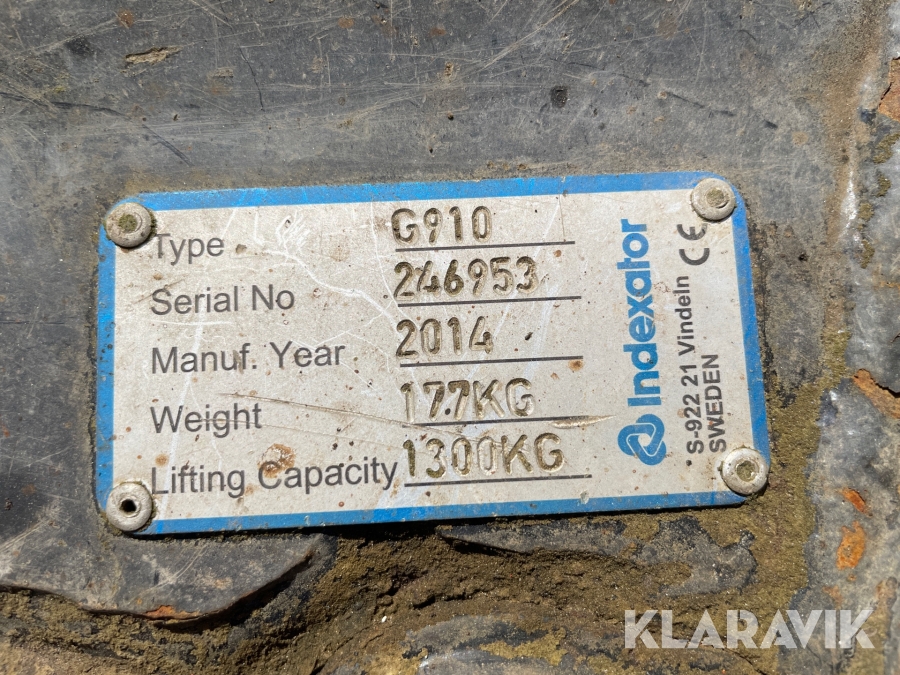 Type G910
Serial No 246953
Manuf. Year 2014
Weight 177KG
Lifting Capacity 1300KG
Indexator
S-922 21 Vindeln
SWEDEN
CE
KLARAVIK